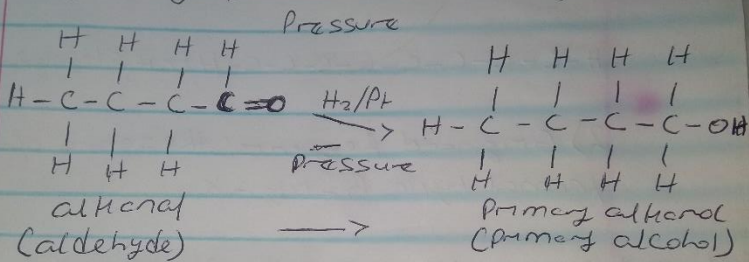 Pressure
H H H H
H - C - C - C - C = O
H H H
H2/Pt
Pressure
H H H H
H - C - C - C - C - OH
H H H H
alkanal
(aldehyde)
Primary alkanol
(primary alcohol)